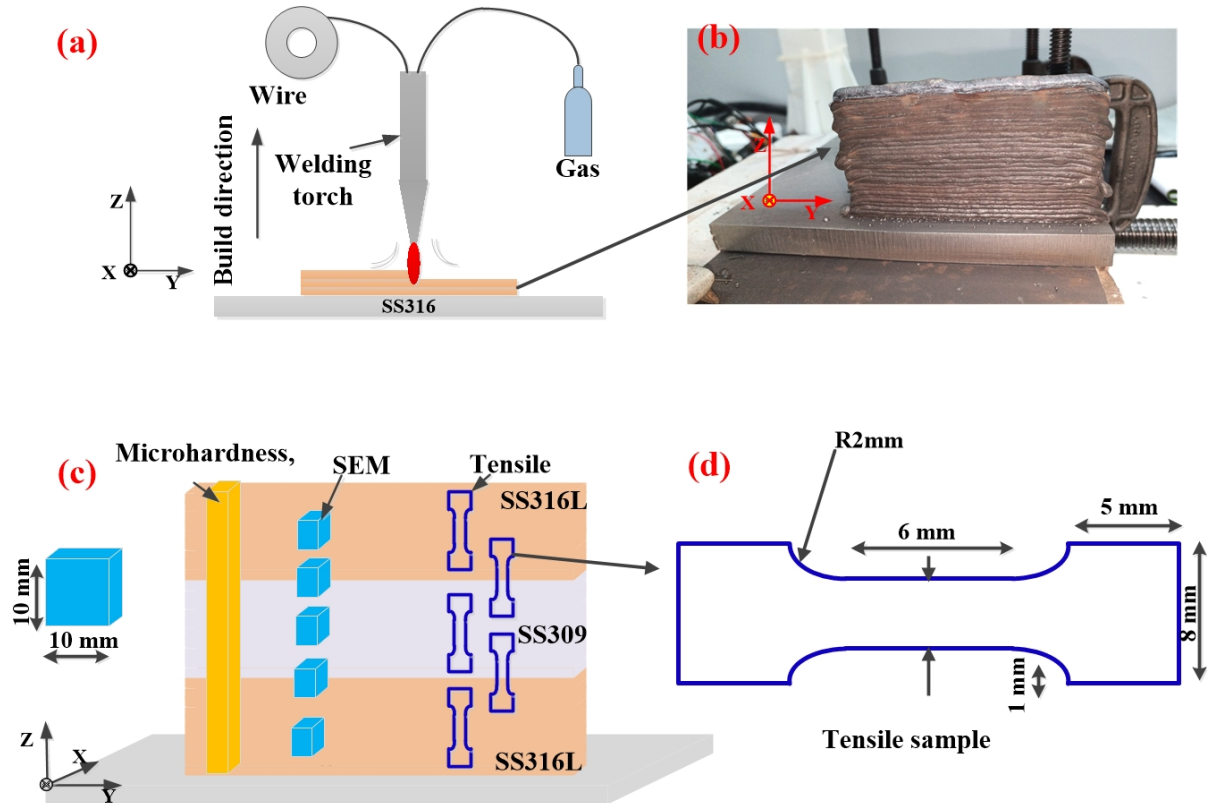 (a)
Wire
Build direction
Welding
torch
Gas
Z
X
Y
SS316
(b)
Z
X
Y
(c)
Microhardness,
SEM
Tensile
SS316L
SS309
SS316L
10 mm
10 mm
Z
X
Y
(d)
R2mm
6 mm
5 mm
8 mm
1 mm
Tensile sample